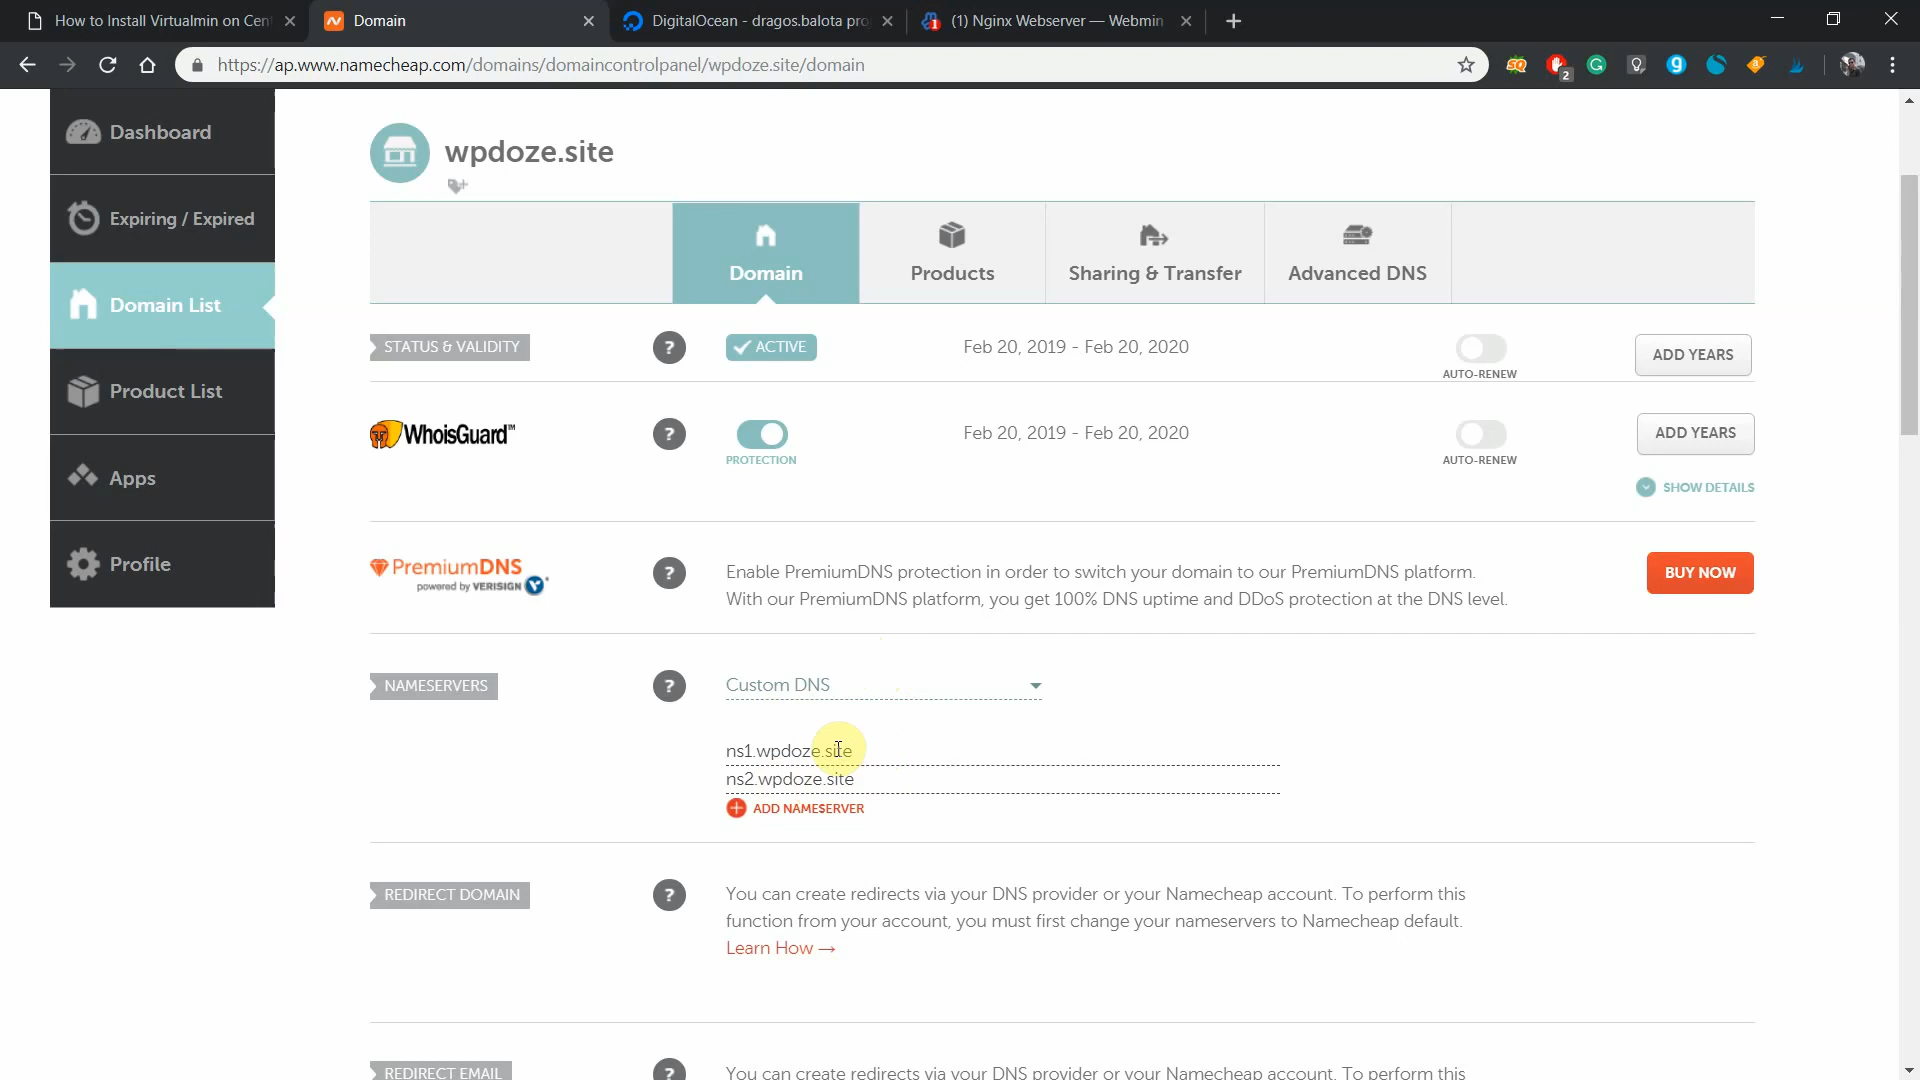 How to Install Virtualmin on Cen
Domain
DigitalOcean - dragos.balota pro
(1) Nginx Webserver — Webmin
https://ap.www.namecheap.com/domains/domaincontrolpanel/wpdoze.site/domain
2
Dashboard
Expiring / Expired
Domain List
Product List
Apps
Profile
wpdoze.site
Domain
Products
Sharing & Transfer
Advanced DNS
STATUS & VALIDITY
?
ACTIVE
Feb 20, 2019 - Feb 20, 2020
AUTO-RENEW
ADD YEARS
WhoisGuard™
?
PROTECTION
Feb 20, 2019 - Feb 20, 2020
AUTO-RENEW
ADD YEARS
SHOW DETAILS
PremiumDNS
powered by VERISIGN
?
Enable PremiumDNS protection in order to switch your domain to our PremiumDNS platform.
With our PremiumDNS platform, you get 100% DNS uptime and DDoS protection at the DNS level.
BUY NOW
NAMESERVERS
?
Custom DNS
ns1.wpdoze.site
ns2.wpdoze.site
ADD NAMESERVER
REDIRECT DOMAIN
?
You can create redirects via your DNS provider or your Namecheap account. To perform this
function from your account, you must first change your nameservers to Namecheap default.
Learn How →
REDIRECT EMAIL
?
You can create redirects via your DNS provider or your Namecheap account. To perform this